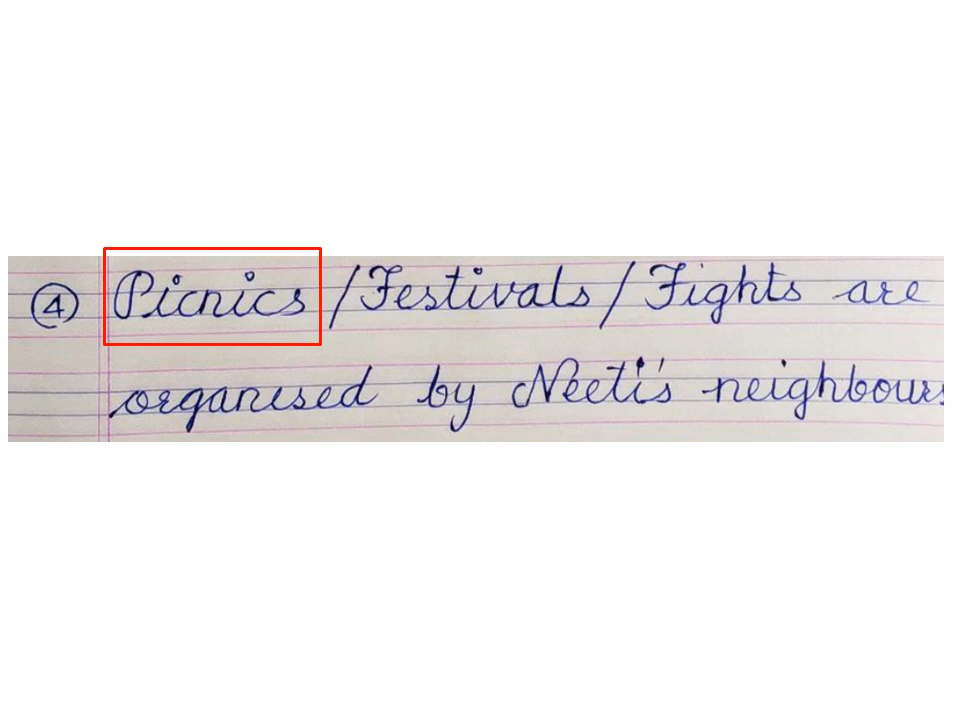 ④ Picnics / Festivals / Fights are
organised by Neeti's neighbours